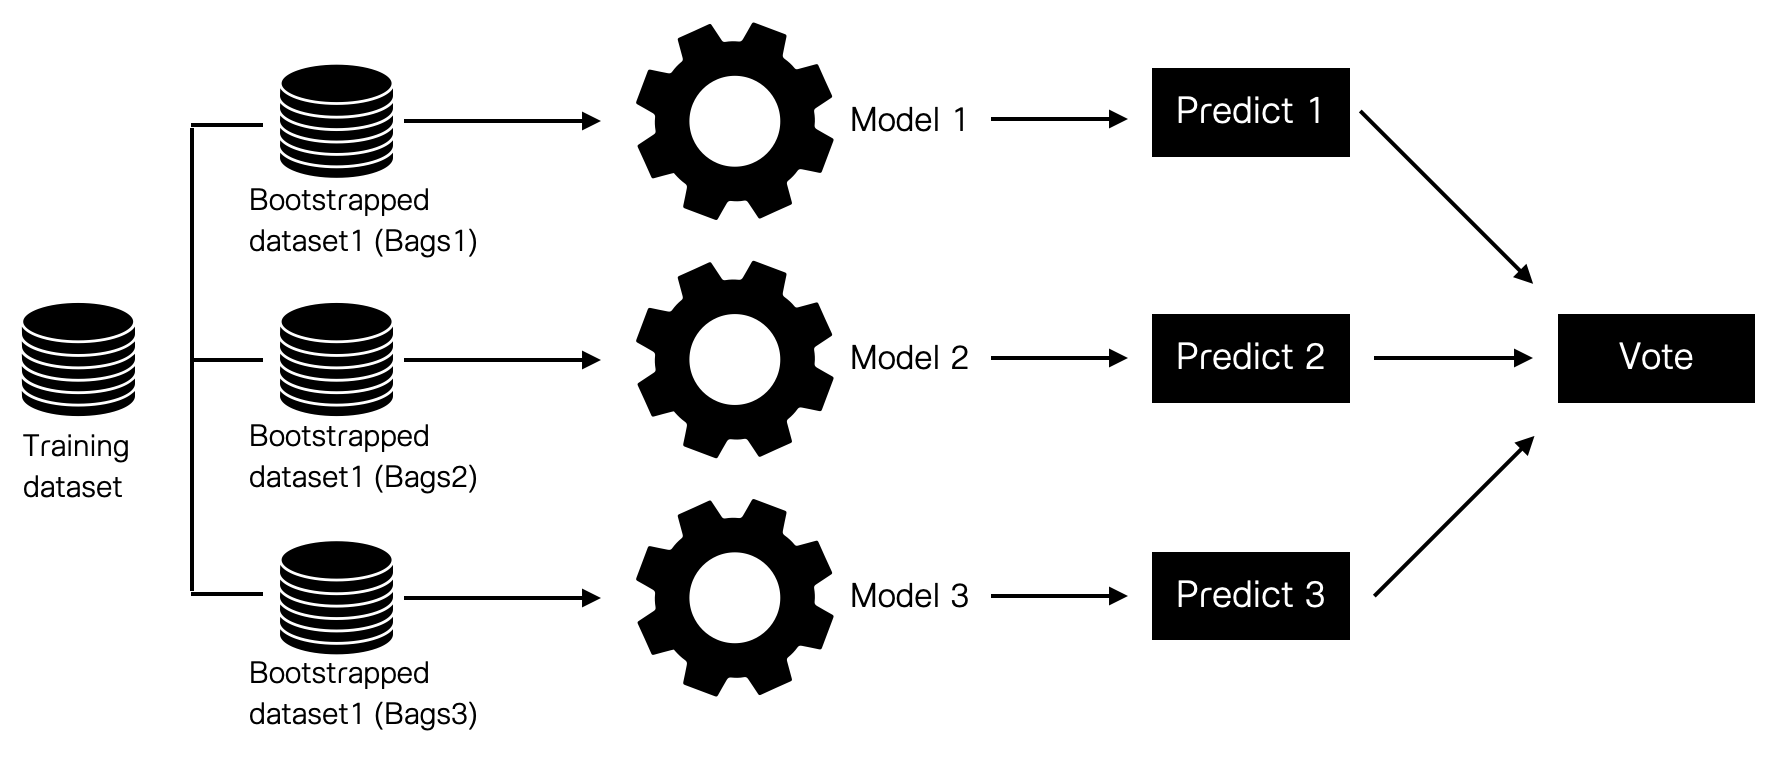 Training
dataset
Bootstrapped
dataset1 (Bags1)
Model 1
Predict 1
Bootstrapped
dataset1 (Bags2)
Model 2
Predict 2
Bootstrapped
dataset1 (Bags3)
Model 3
Predict 3
Vote